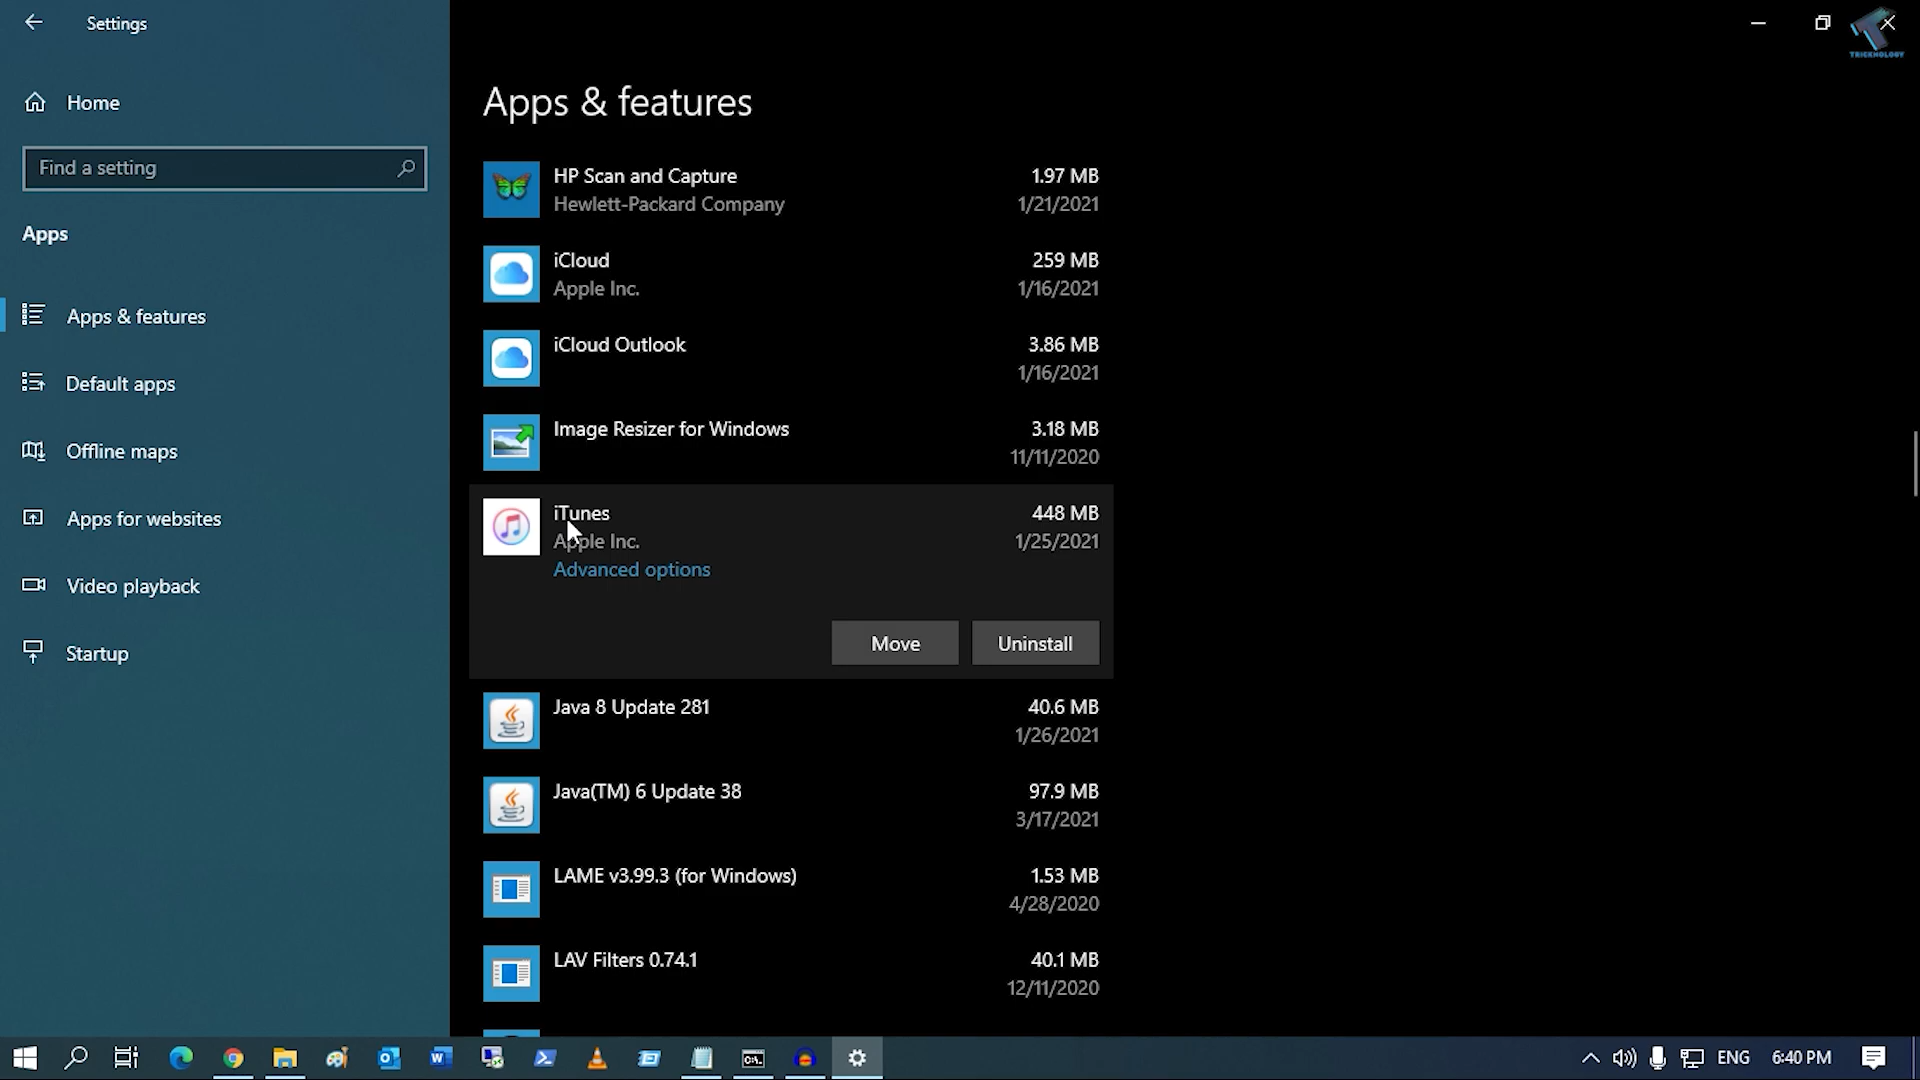 Settings
TRICKNOLOGY
Home
Find a setting
Apps
Apps & features
Default apps
Offline maps
Apps for websites
Video playback
Startup
Apps & features
HP Scan and Capture 1.97 MB
Hewlett-Packard Company 1/21/2021
iCloud 259 MB
Apple Inc. 1/16/2021
iCloud Outlook 3.86 MB
1/16/2021
Image Resizer for Windows 3.18 MB
11/11/2020
iTunes 448 MB
Apple Inc. 1/25/2021
Advanced options
Move Uninstall
Java 8 Update 281 40.6 MB
1/26/2021
Java(TM) 6 Update 38 97.9 MB
3/17/2021
LAME v3.99.3 (for Windows) 1.53 MB
4/28/2020
LAV Filters 0.74.1 40.1 MB
12/11/2020
ENG 6:40 PM